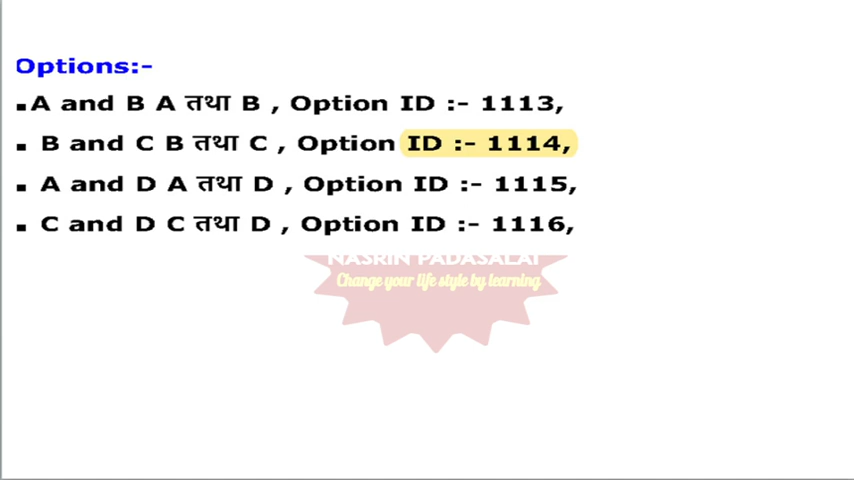 Options:-
▪A and B A तथा B , Option ID :- 1113,
▪ B and C B तथा C , Option ID :- 1114,
▪ A and D A तथा D , Option ID :- 1115,
▪ C and D C तथा D , Option ID :- 1116,
NASRIN PADASALAI
Change your life style by learning